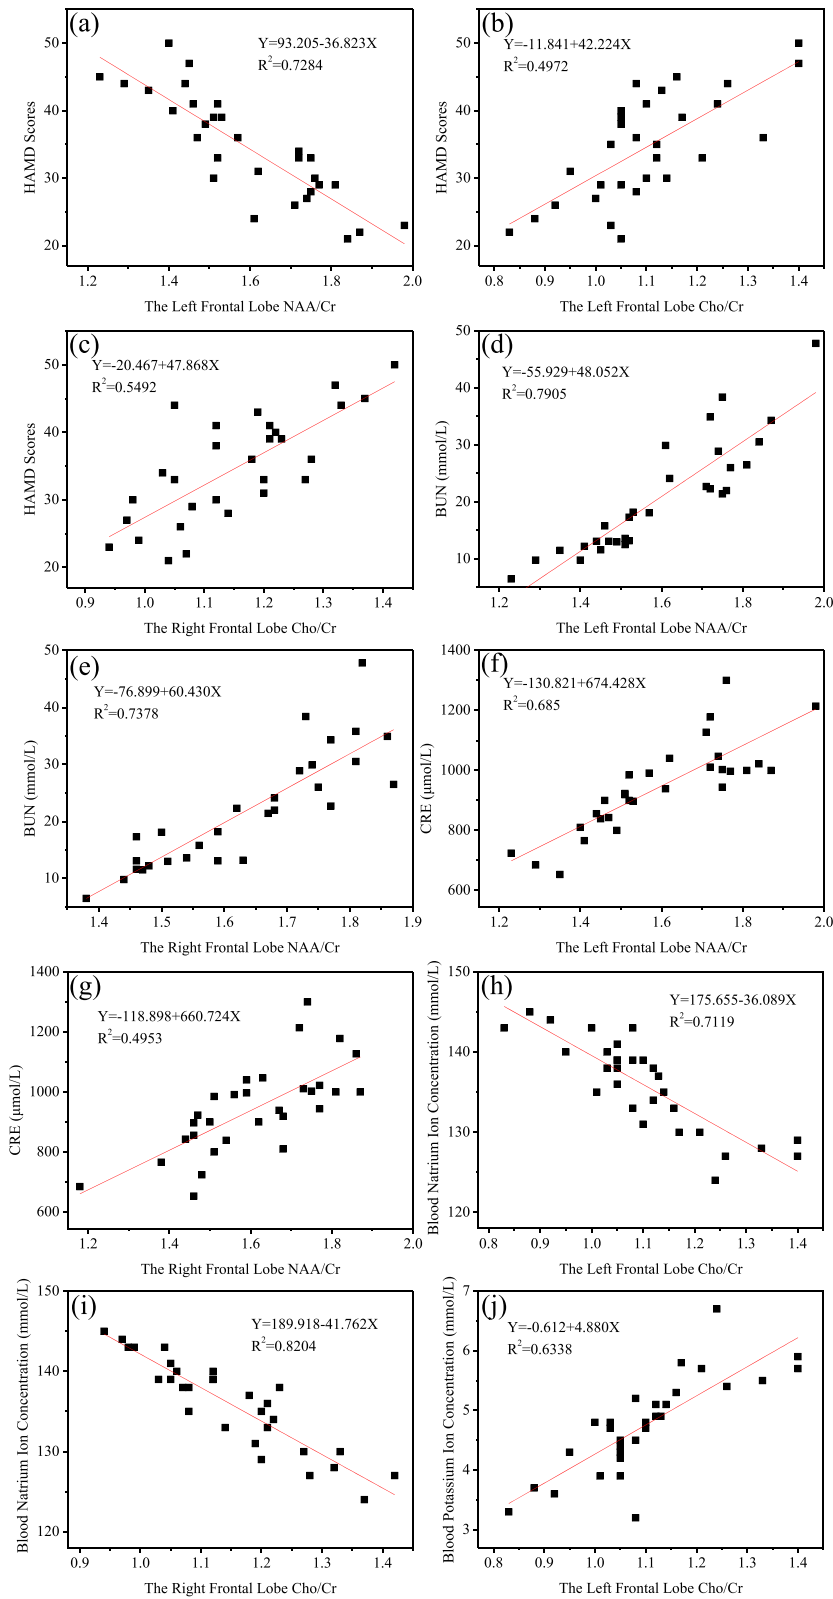 (a)
Y=93.205-36.823X
R²=0.7284
50
40
30
20
HAMD Scores
1.2 1.4 1.6 1.8 2.0
The Left Frontal Lobe NAA/Cr
(b)
Y=-11.841+42.224X
R²=0.4972
50
40
30
20
HAMD Scores
0.8 0.9 1.0 1.1 1.2 1.3 1.4
The Left Frontal Lobe Cho/Cr
(c)
Y=-20.467+47.868X
R²=0.5492
50
40
30
20
HAMD Scores
0.9 1.0 1.1 1.2 1.3 1.4
The Right Frontal Lobe Cho/Cr
(d)
Y=-55.929+48.052X
R²=0.7905
50
40
30
20
10
BUN (mmol/L)
1.2 1.4 1.6 1.8 2.0
The Left Frontal Lobe NAA/Cr
(e)
Y=-76.899+60.430X
R²=0.7378
50
40
30
20
10
BUN (mmol/L)
1.4 1.5 1.6 1.7 1.8 1.9
The Right Frontal Lobe NAA/Cr
(f)
Y=-130.821+674.428X
R²=0.685
1400
1200
1000
800
600
CRE (μmol/L)
1.2 1.4 1.6 1.8 2.0
The Left Frontal Lobe NAA/Cr
(g)
Y=-118.898+660.724X
R²=0.4953
1400
1200
1000
800
600
CRE (μmol/L)
1.2 1.4 1.6 1.8 2.0
The Right Frontal Lobe NAA/Cr
(h)
Y=175.655-36.089X
R²=0.7119
150
140
130
120
Blood Natrium Ion Concentration (mmol/L)
0.8 0.9 1.0 1.1 1.2 1.3 1.4
The Left Frontal Lobe Cho/Cr
(i)
Y=189.918-41.762X
R²=0.8204
150
140
130
120
Blood Natrium Ion Concentration (mmol/L)
0.9 1.0 1.1 1.2 1.3 1.4
The Right Frontal Lobe Cho/Cr
(j)
Y=-0.612+4.880X
R²=0.6338
7
6
5
4
3
Blood Potassium Ion Concentration (mmol/L)
0.8 0.9 1.0 1.1 1.2 1.3 1.4
The Left Frontal Lobe Cho/Cr